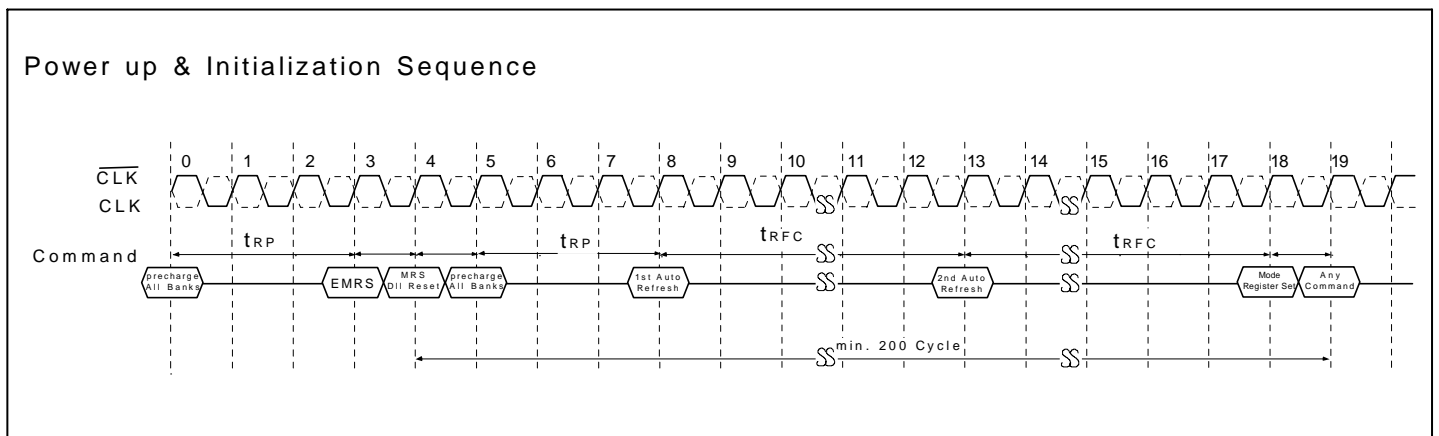 Power up & Initialization Sequence
0 1 2 3 4 5 6 7 8 9 10 11 12 13 14 15 16 17 18 19
CLK
CLK
tRP tRP tRFC tRFC
Command
precharge All Banks
EMRS
MRS Dll Reset
precharge All Banks
1st Auto Refresh
2nd Auto Refresh
Mode Register Set
Any Command
min. 200 Cycle